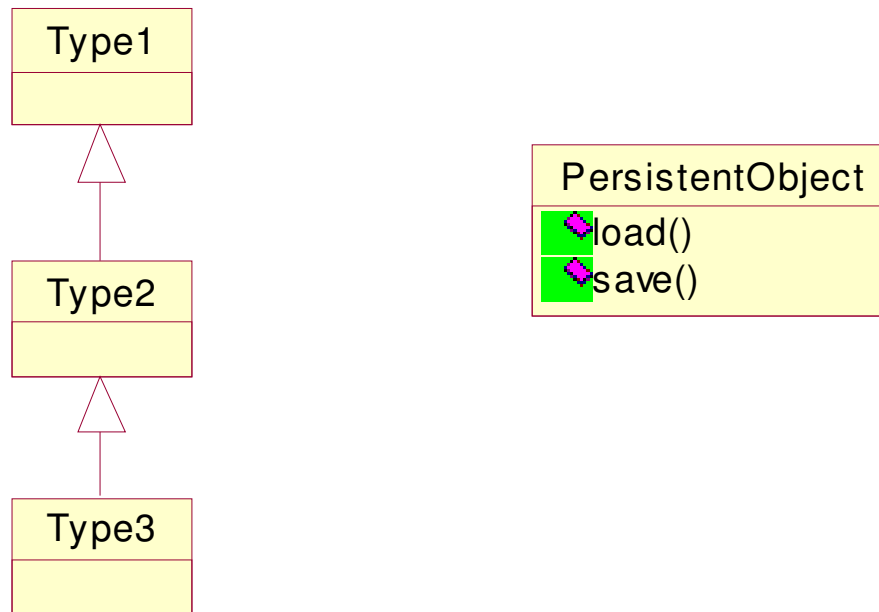 Type1
PersistentObject
load()
save()
Type2
Type3